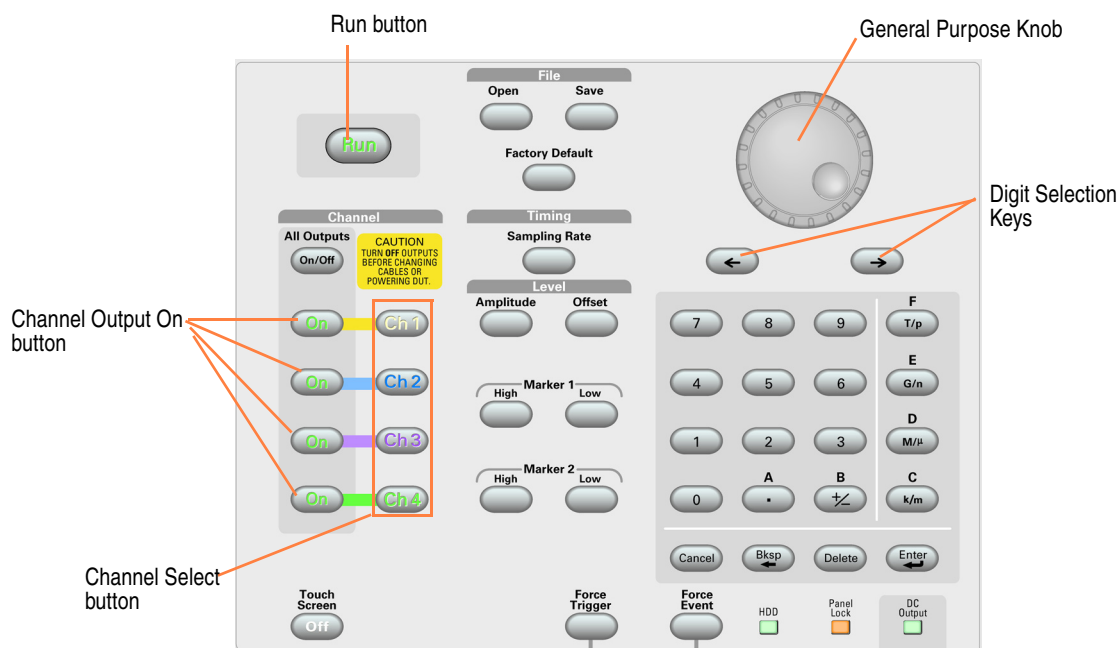 Run button
General Purpose Knob
File
Open
Save
Run
Factory Default
Digit Selection
Keys
Channel
Timing
All Outputs
On/Off
CAUTION
TURN OFF OUTPUTS
BEFORE CHANGING
CABLES OR
POWERING DUT.
Sampling Rate
←
→
Level
Amplitude
Offset
Channel Output On
button
On
Ch 1
On
Ch 2
On
Ch 3
On
Ch 4
Marker 1
High
Low
Marker 2
High
Low
7
8
9
F
T/p
4
5
6
E
G/n
1
2
3
D
M/µ
0
A
.
B
+/−
C
k/m
Cancel
Bksp
←
Delete
Enter
↵
Channel Select
button
Touch
Screen
Off
Force
Trigger
Force
Event
HDD
Panel
Lock
DC
Output